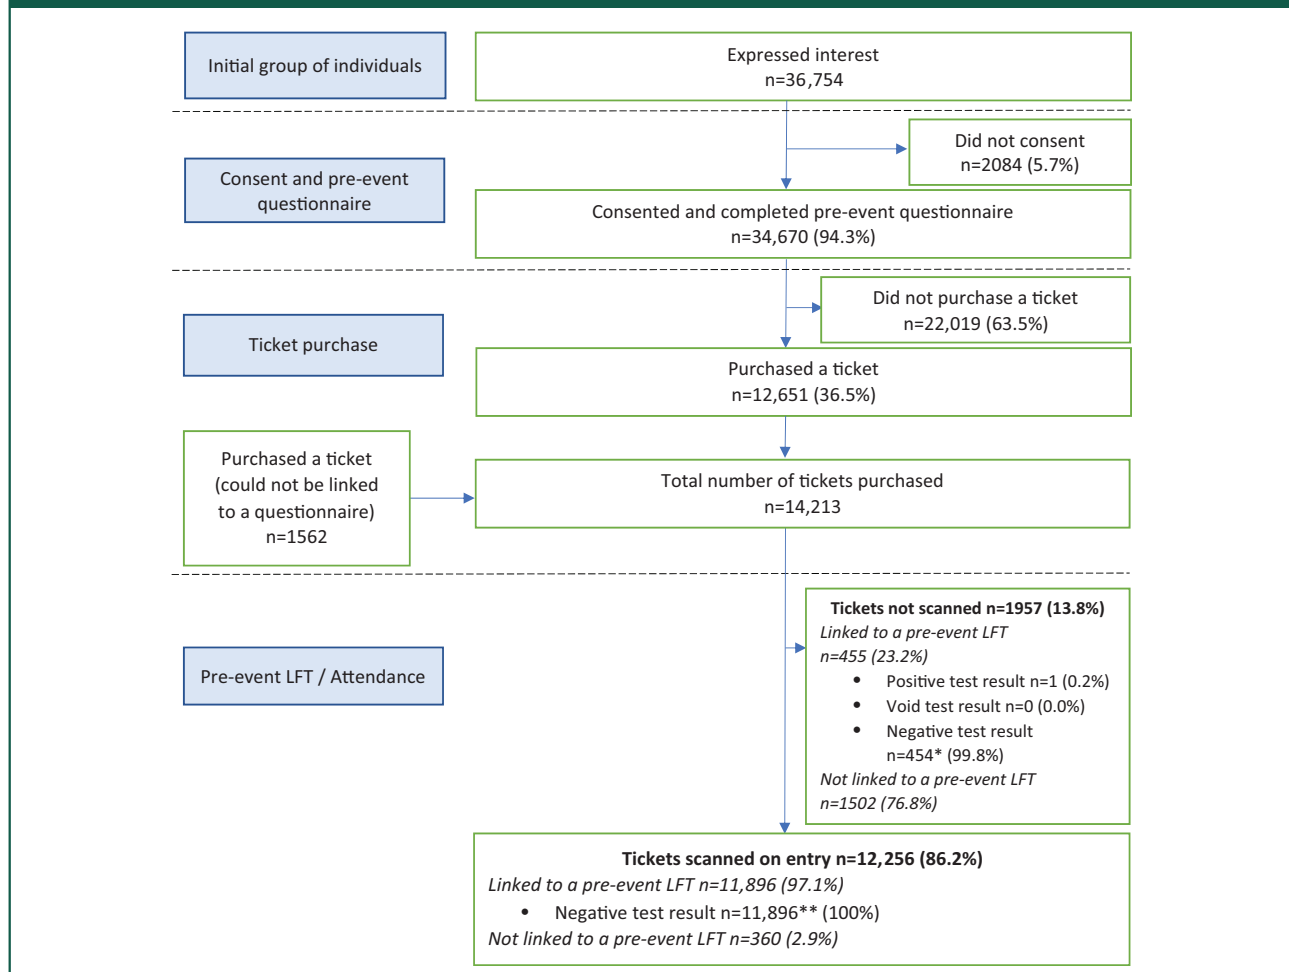 Initial group of individuals
Expressed interest
n=36,754
Did not consent
n=2084 (5.7%)
Consent and pre-event
questionnaire
Consented and completed pre-event questionnaire
n=34,670 (94.3%)
Did not purchase a ticket
n=22,019 (63.5%)
Ticket purchase
Purchased a ticket
n=12,651 (36.5%)
Purchased a ticket
(could not be linked
to a questionnaire)
n=1562
Total number of tickets purchased
n=14,213
Tickets not scanned n=1957 (13.8%)
Linked to a pre-event LFT
n=455 (23.2%)
• Positive test result n=1 (0.2%)
• Void test result n=0 (0.0%)
• Negative test result
n=454* (99.8%)
Not linked to a pre-event LFT
n=1502 (76.8%)
Pre-event LFT / Attendance
Tickets scanned on entry n=12,256 (86.2%)
Linked to a pre-event LFT n=11,896 (97.1%)
• Negative test result n=11,896** (100%)
Not linked to a pre-event LFT n=360 (2.9%)